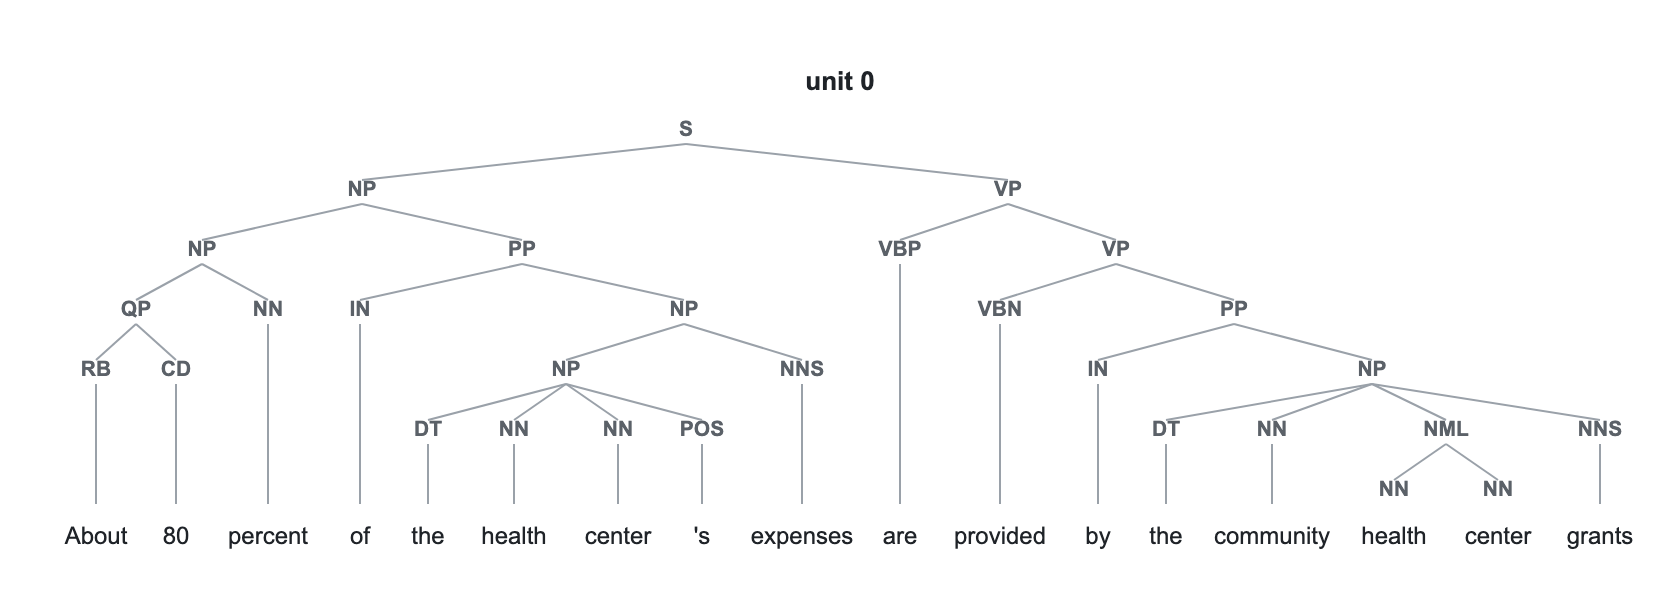 unit 0
S
NP VP
NP PP VBP VP
QP NN IN NP VBN PP
RB CD NP NNS IN NP
DT NN NN POS DT NN NML NNS
NN NN
About 80 percent of the health center 's expenses are provided by the community health center grants